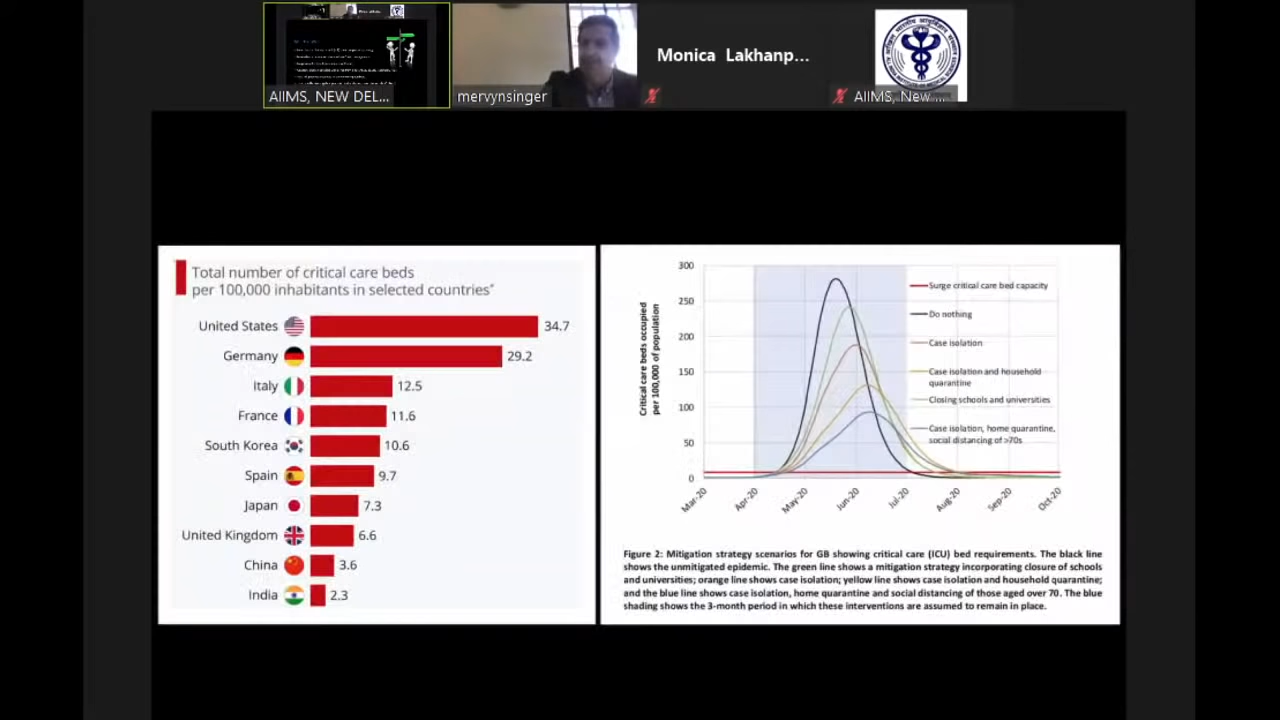 AIIMS, NEW DEL...
mervynsinger
Monica Lakhanp...
AIIMS, New ...
Total number of critical care beds
per 100,000 inhabitants in selected countries*
United States 34.7
Germany 29.2
Italy 12.5
France 11.6
South Korea 10.6
Spain 9.7
Japan 7.3
United Kingdom 6.6
China 3.6
India 2.3
Critical care beds occupied
per 100,000 of population
300
250
200
150
100
50
0
Mar-20
Apr-20
May-20
Jun-20
Jul-20
Aug-20
Sep-20
Oct-20
Surge critical care bed capacity
Do nothing
Case isolation
Case isolation and household
quarantine
Closing schools and universities
Case isolation, home quarantine,
social distancing of >70s
Figure 2: Mitigation strategy scenarios for GB showing critical care (ICU) bed requirements. The black line
shows the unmitigated epidemic. The green line shows a mitigation strategy incorporating closure of schools
and universities; orange line shows case isolation; yellow line shows case isolation and household quarantine;
and the blue line shows case isolation, home quarantine and social distancing of those aged over 70. The blue
shading shows the 3-month period in which these interventions are assumed to remain in place.